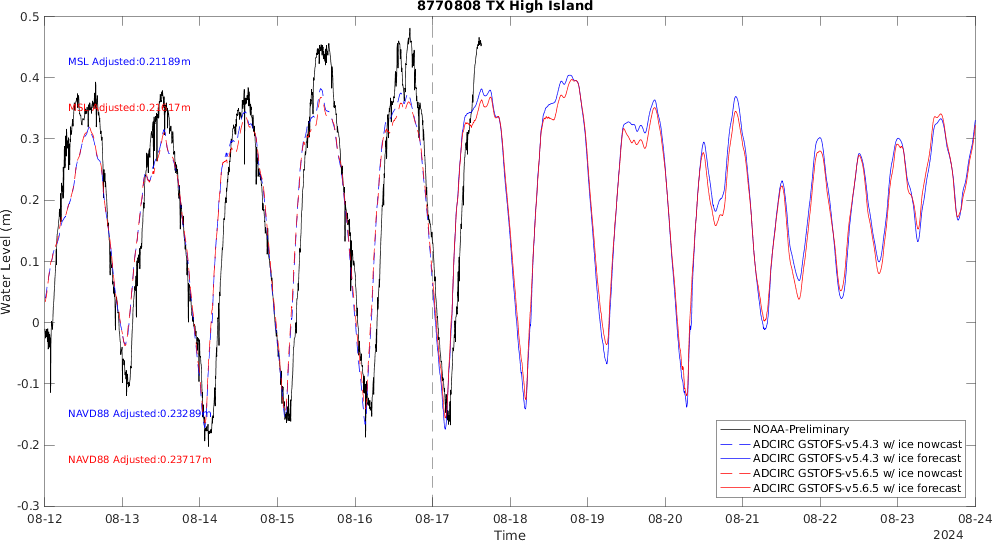 8770808 TX High Island
0.5
0.4
0.3
0.2
0.1
0
-0.1
-0.2
-0.3
Water Level (m)
MSL Adjusted:0.21189m
NAVD88 Adjusted:0.23289m
NAVD88 Adjusted:0.23717m
NOAA-Preliminary
ADCIRC GSTOFS-v5.4.3 w/ ice nowcast
ADCIRC GSTOFS-v5.4.3 w/ ice forecast
ADCIRC GSTOFS-v5.6.5 w/ ice nowcast
ADCIRC GSTOFS-v5.6.5 w/ ice forecast
08-12 08-13 08-14 08-15 08-16 08-17 08-18 08-19 08-20 08-21 08-22 08-23 08-24
Time
2024